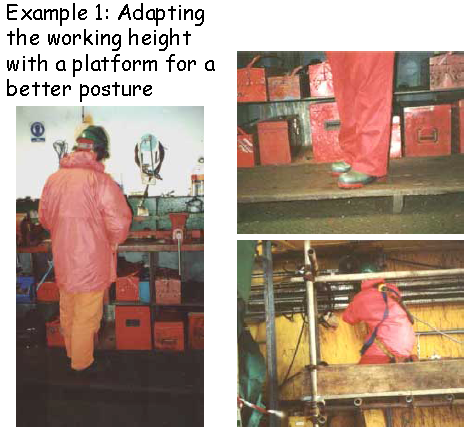 Example 1: Adapting
the working height
with a platform for a
better posture